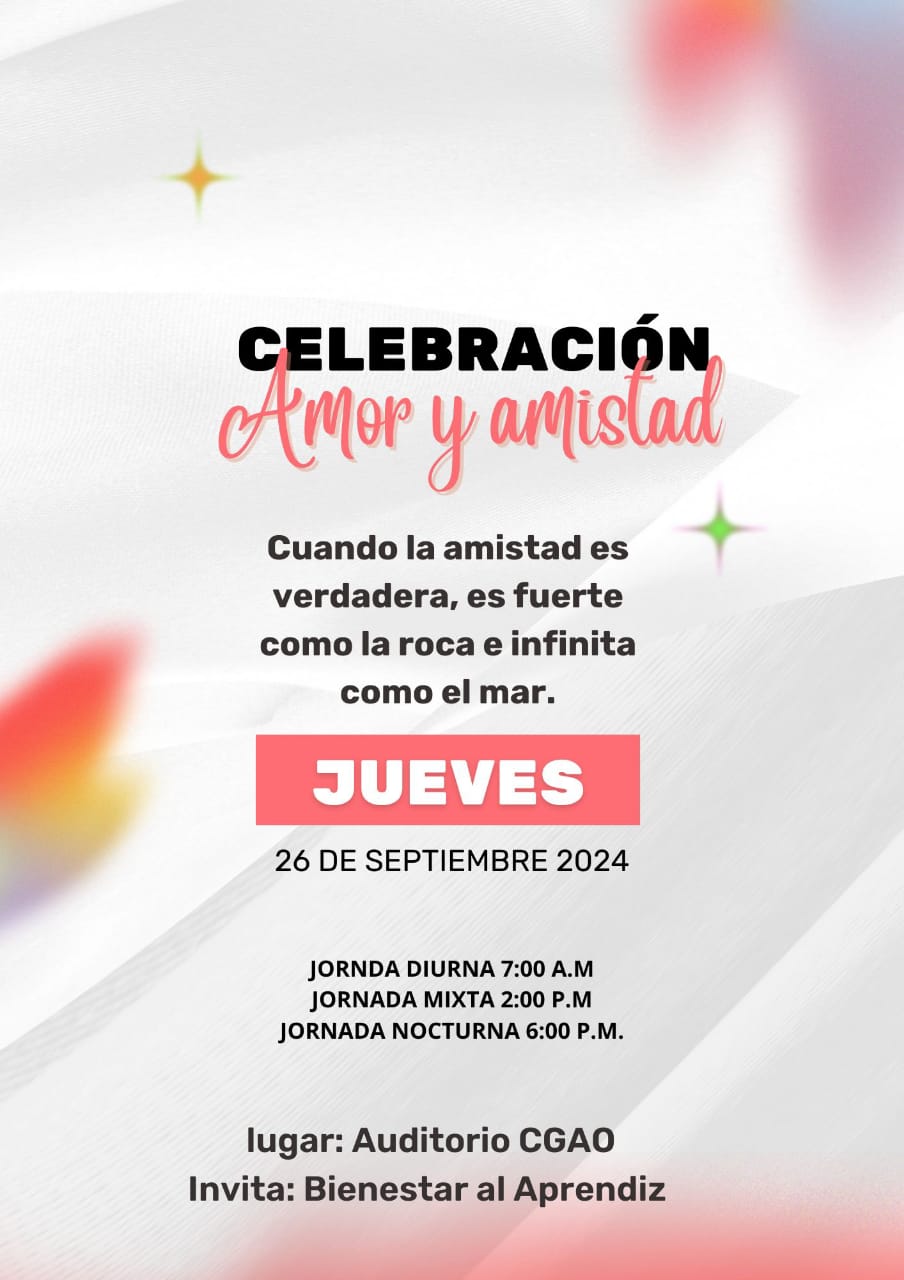 CELEBRACIÓN
Amor y amistad
Cuando la amistad es
verdadera, es fuerte
como la roca e infinita
como el mar.
JUEVES
26 DE SEPTIEMBRE 2024
JORNDA DIURNA 7:00 A.M
JORNADA MIXTA 2:00 P.M
JORNADA NOCTURNA 6:00 P.M.
lugar: Auditorio CGAO
Invita: Bienestar al Aprendiz